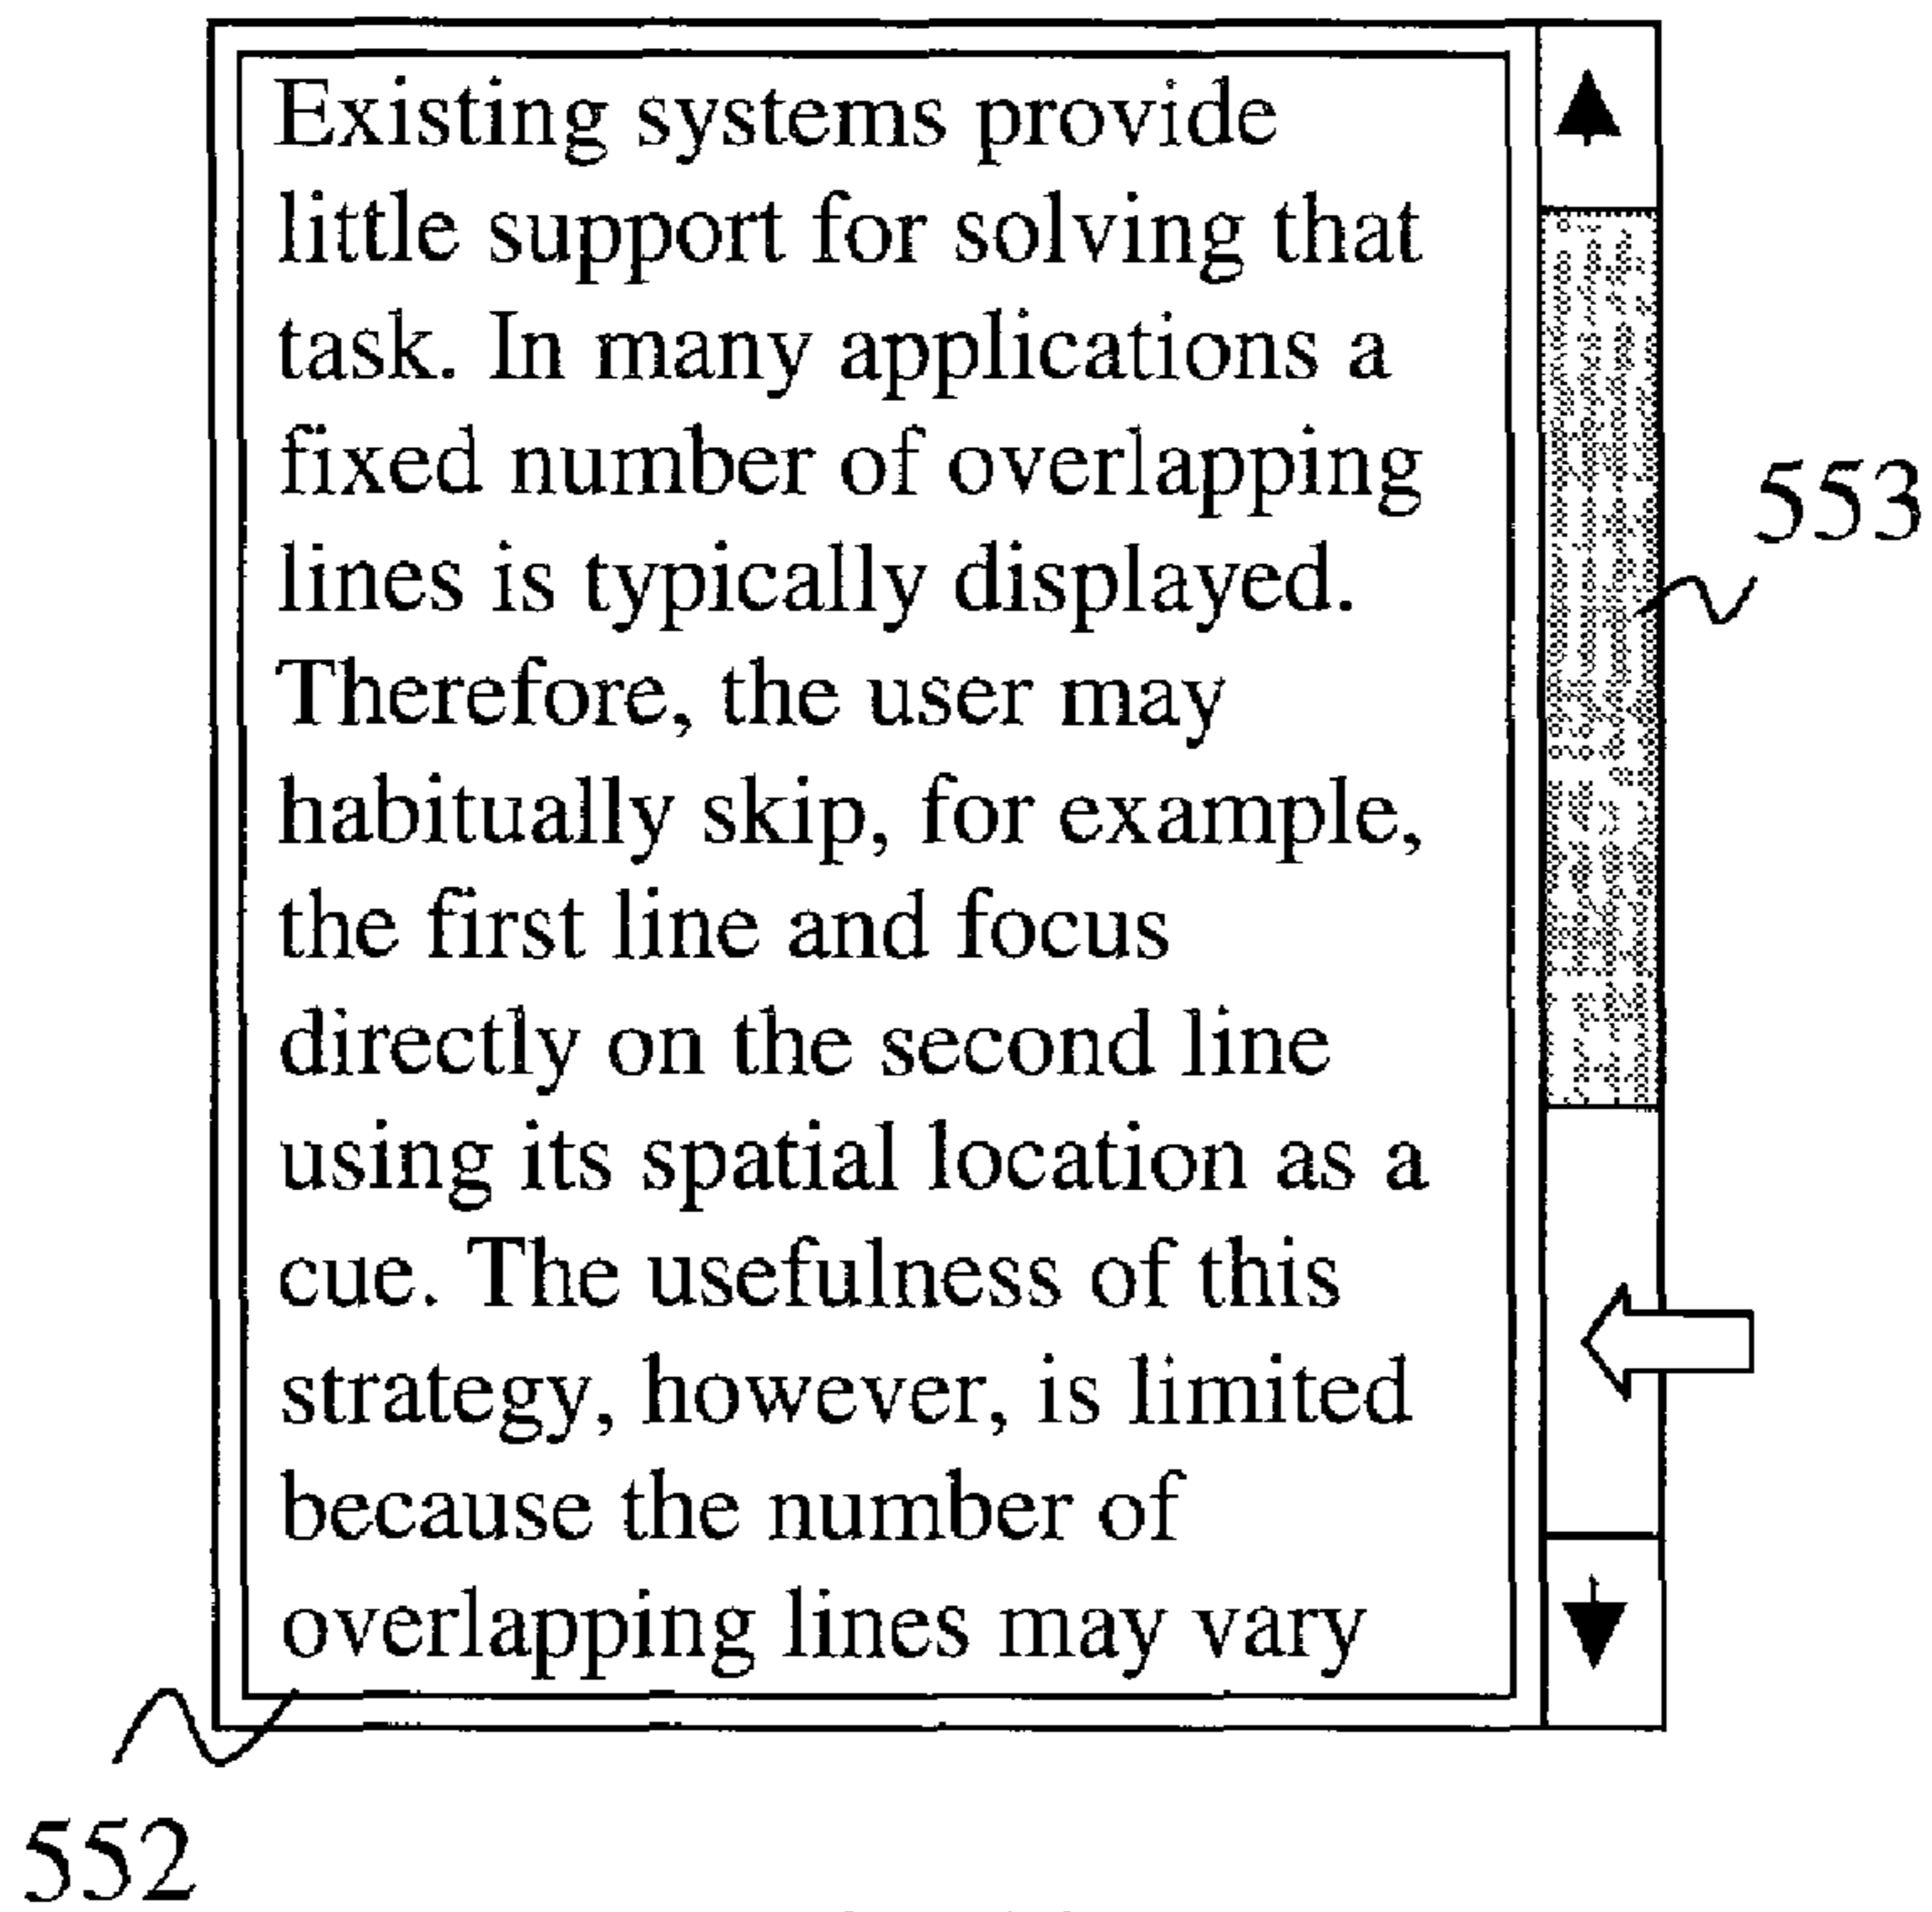 Existing systems provide
little support for solving that
task. In many applications a
fixed number of overlapping
lines is typically displayed.
Therefore, the user may
habitually skip, for example,
the first line and focus
directly on the second line
using its spatial location as a
cue. The usefulness of this
strategy, however, is limited
because the number of
overlapping lines may vary
553
552